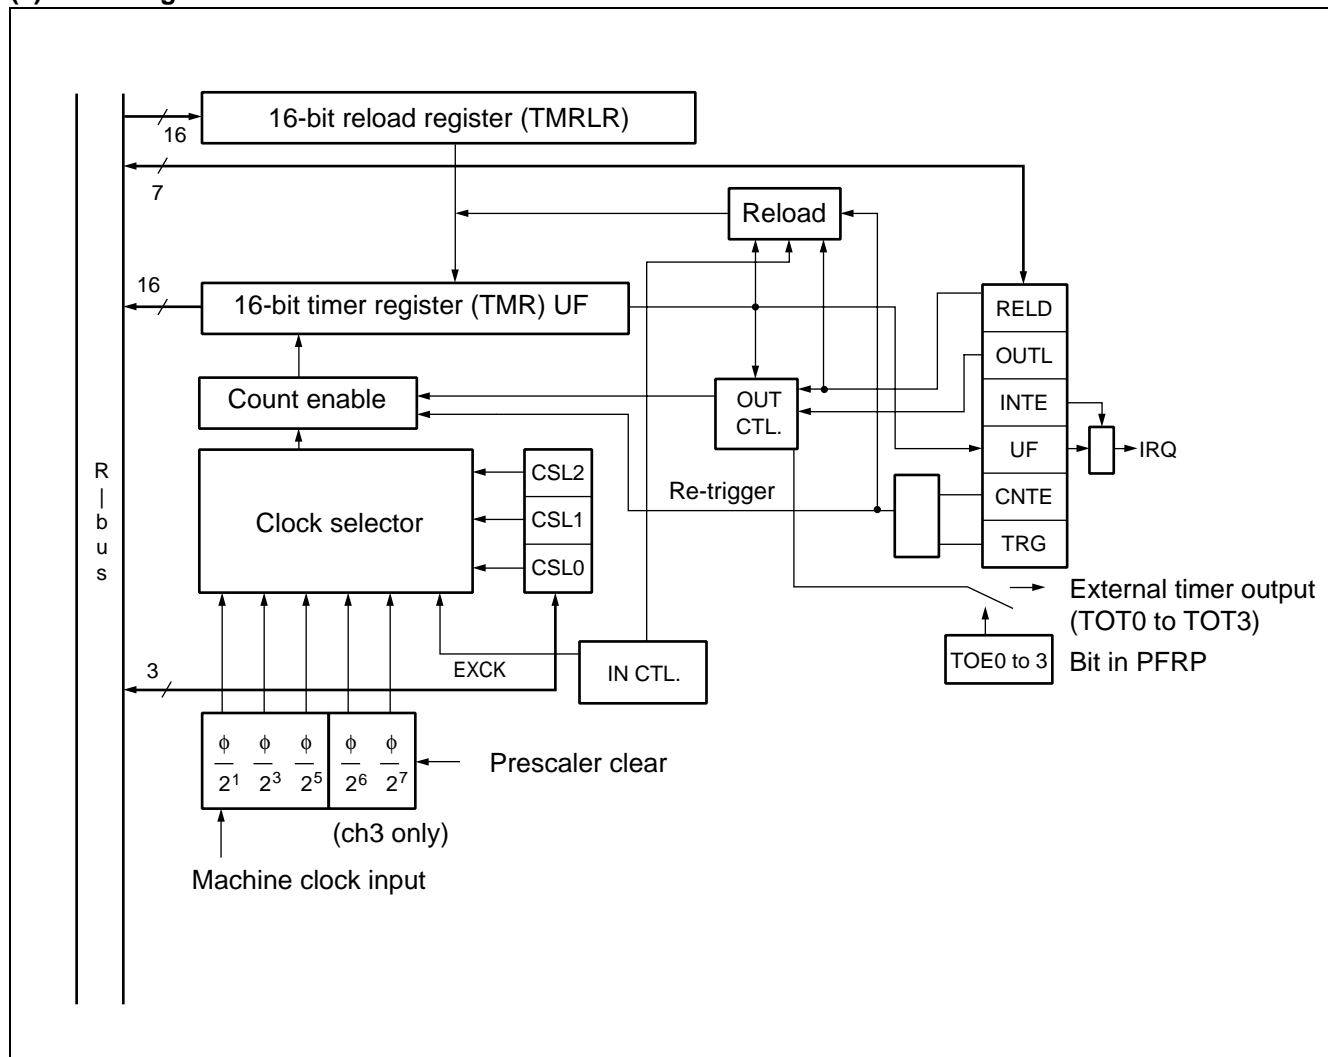 16-bit reload register (TMRLR)
16
7
Reload
16
16-bit timer register (TMR) UF
RELD
OUTL
Count enable
OUT
CTL.
INTE
UF
IRQ
R
|
b
u
s
Clock selector
CSL2
CSL1
CSL0
Re-trigger
CNTE
TRG
External timer output
(TOT0 to TOT3)
3
EXCK
IN CTL.
TOE0 to 3
Bit in PFRP
ϕ ϕ ϕ ϕ ϕ
2¹ 2³ 2⁵ 2⁶ 2⁷
Prescaler clear
(ch3 only)
Machine clock input